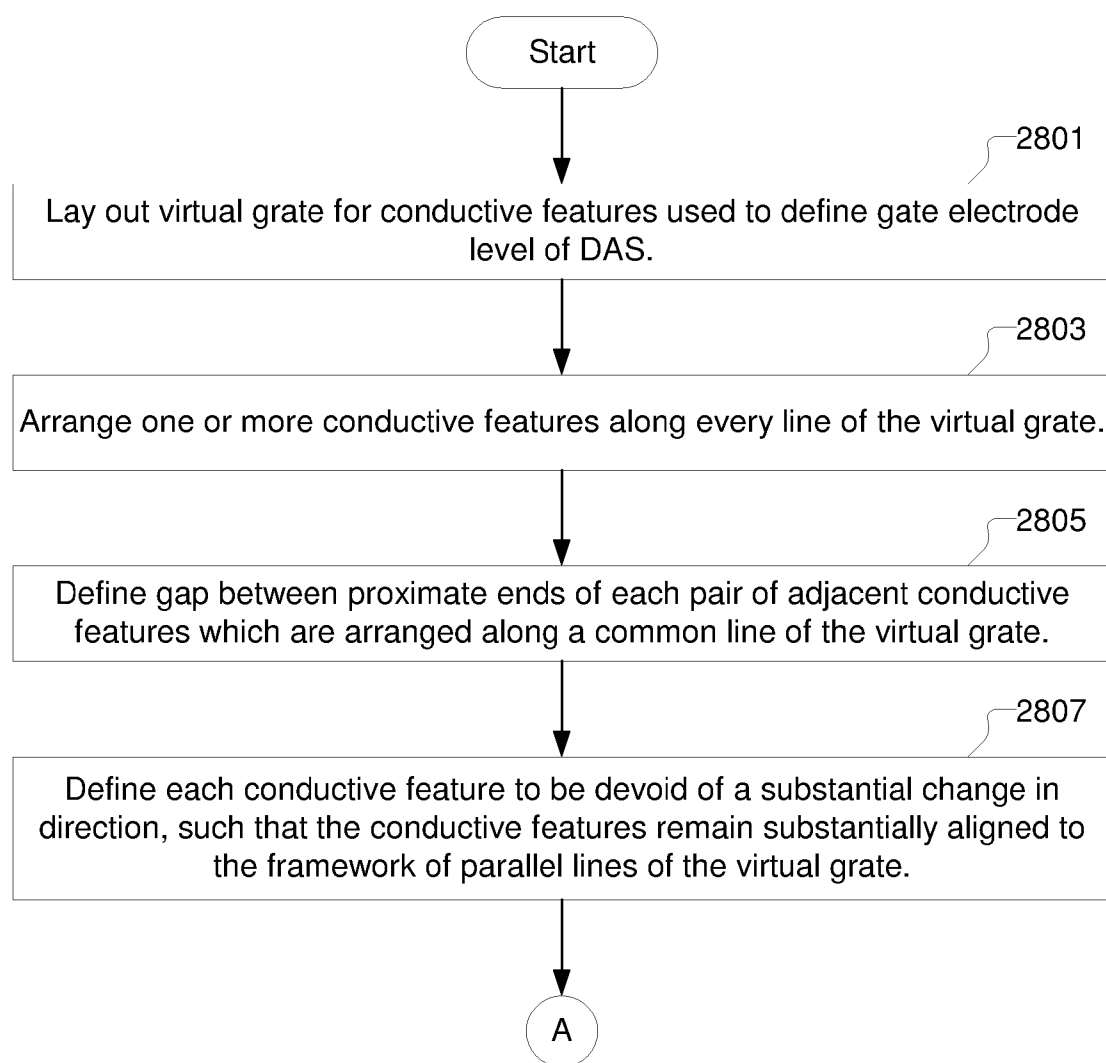 Start
2801
Lay out virtual grate for conductive features used to define gate electrode
level of DAS.
2803
Arrange one or more conductive features along every line of the virtual grate.
2805
Define gap between proximate ends of each pair of adjacent conductive
features which are arranged along a common line of the virtual grate.
2807
Define each conductive feature to be devoid of a substantial change in
direction, such that the conductive features remain substantially aligned to
the framework of parallel lines of the virtual grate.
A